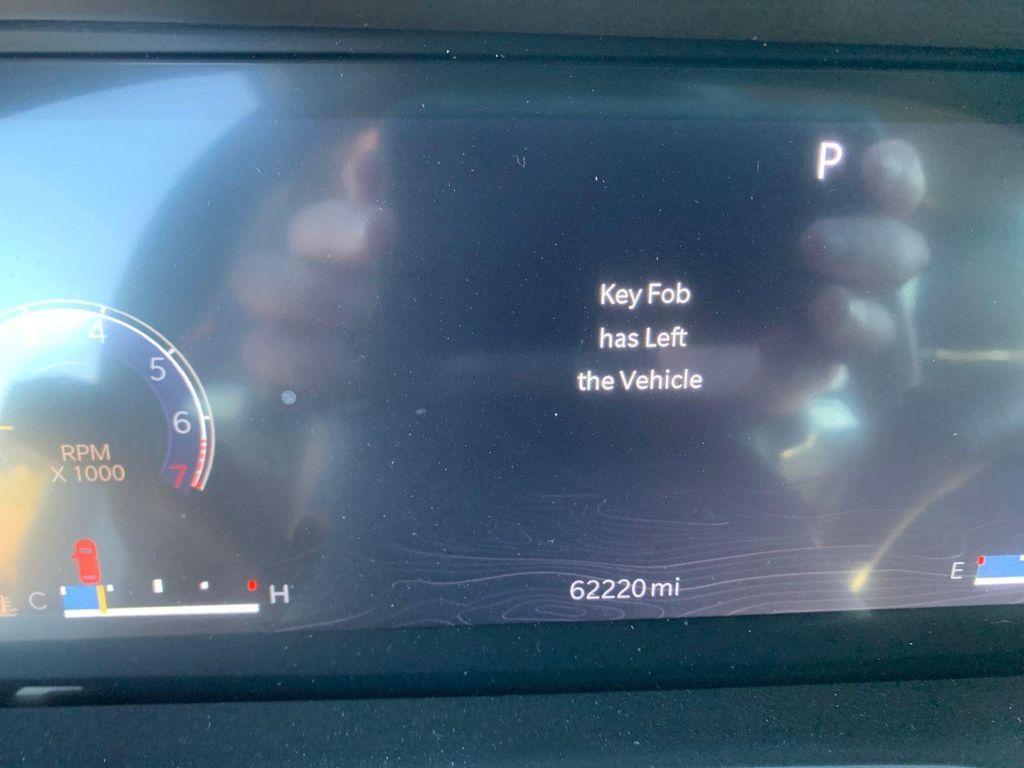 P
Key Fob
has Left
the Vehicle
4
5
6
7
RPM
X 1000
C
H
62220 mi
E